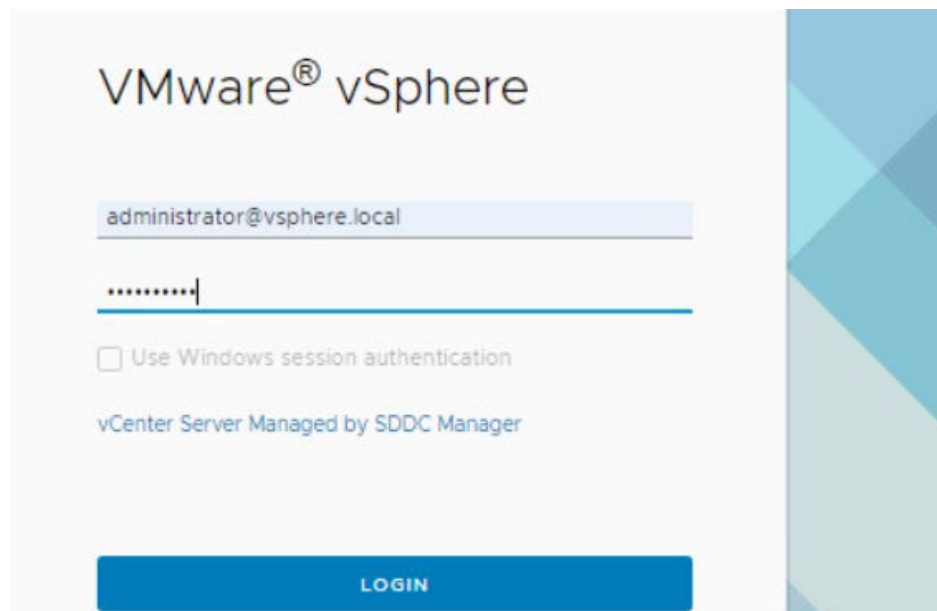 VMware® vSphere
administrator@vsphere.local
••••••••••
Use Windows session authentication
vCenter Server Managed by SDDC Manager
LOGIN